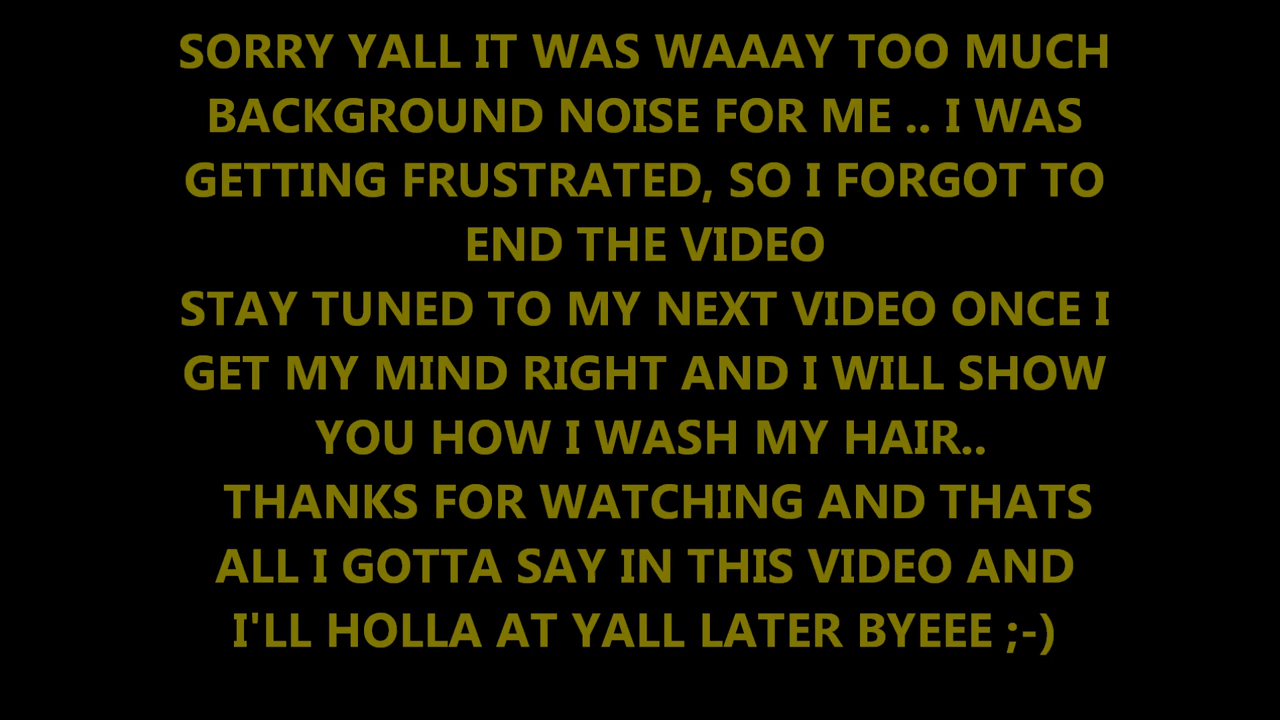 SORRY YALL IT WAS WAAAY TOO MUCH
BACKGROUND NOISE FOR ME .. I WAS
GETTING FRUSTRATED, SO I FORGOT TO
END THE VIDEO
STAY TUNED TO MY NEXT VIDEO ONCE I
GET MY MIND RIGHT AND I WILL SHOW
YOU HOW I WASH MY HAIR..
THANKS FOR WATCHING AND THATS
ALL I GOTTA SAY IN THIS VIDEO AND
I'LL HOLLA AT YALL LATER BYEEE ;-)